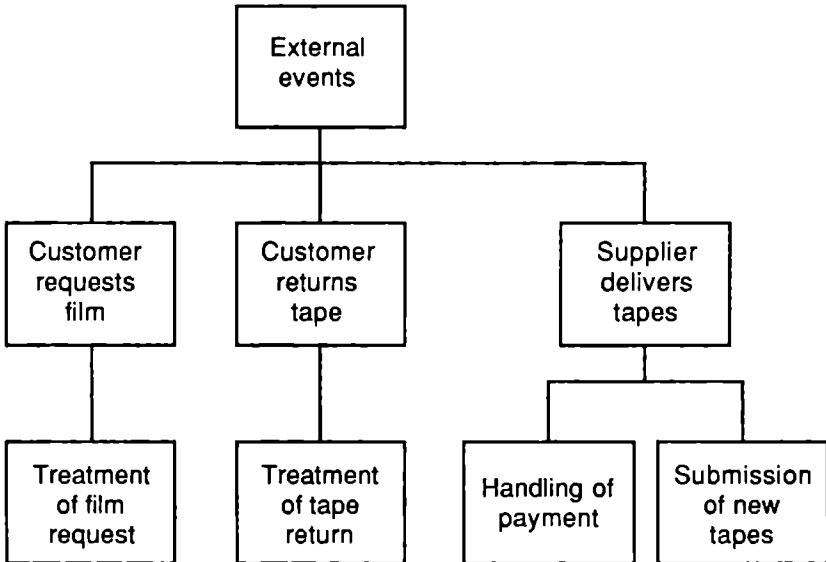 External
events
Customer
requests
film
Customer
returns
tape
Supplier
delivers
tapes
Treatment
of film
request
Treatment
of tape
return
Handling of
payment
Submission
of new
tapes